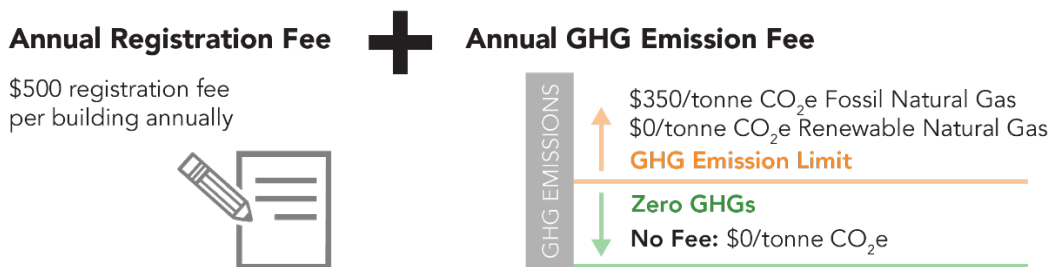 Annual Registration Fee
$500 registration fee
per building annually
+
Annual GHG Emission Fee
GHG EMISSIONS
$350/tonne CO₂e Fossil Natural Gas
$0/tonne CO₂e Renewable Natural Gas
GHG Emission Limit
Zero GHGs
No Fee: $0/tonne CO₂e